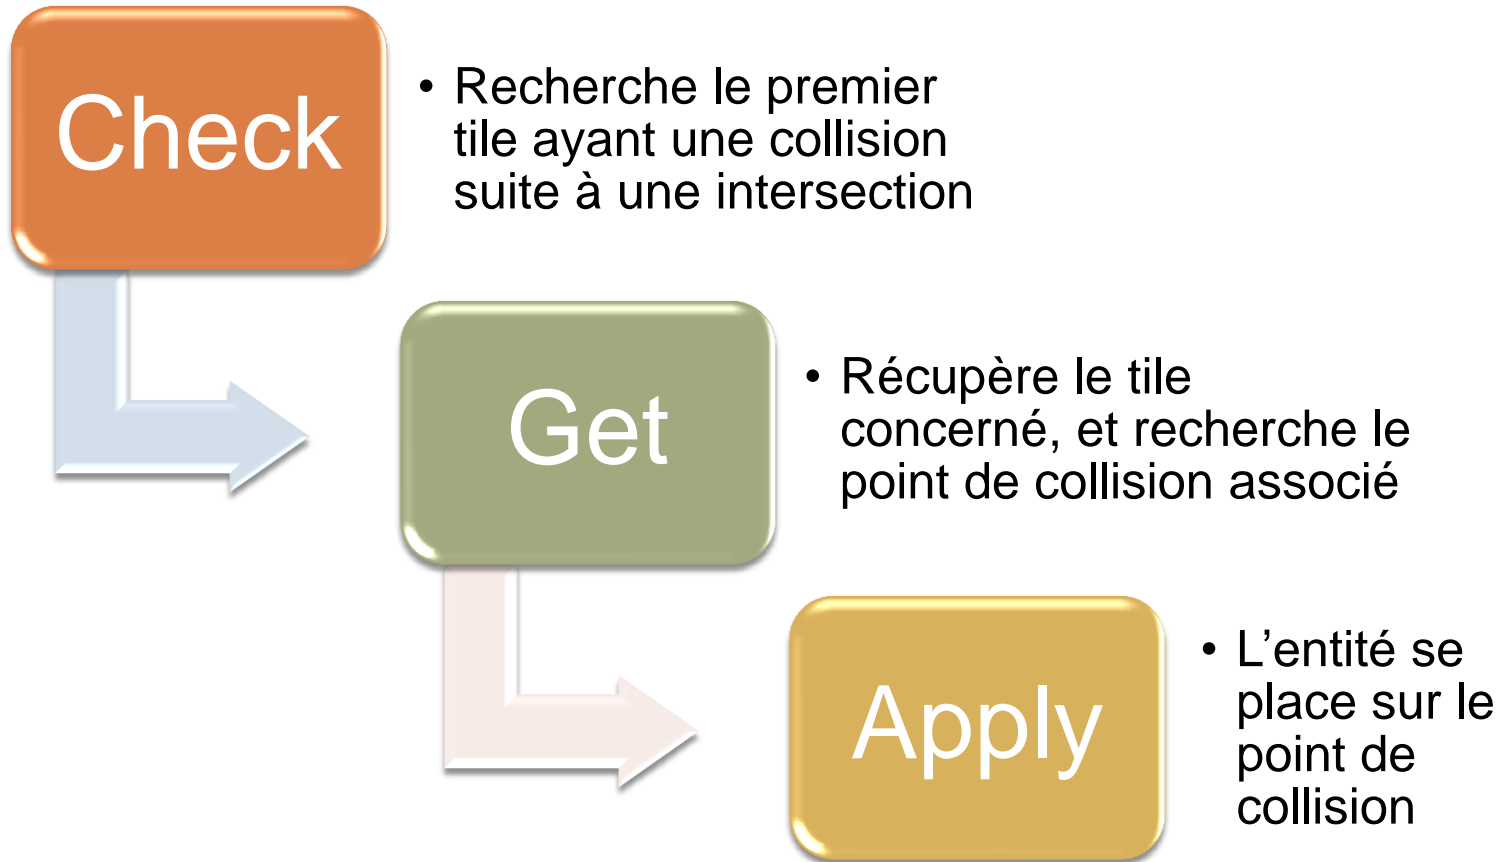 Check
• Recherche le premier
tile ayant une collision
suite à une intersection
Get
• Récupère le tile
concerné, et recherche le
point de collision associé
Apply
• L’entité se
place sur le
point de
collision